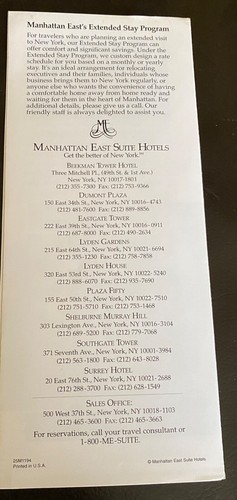 Manhattan East's Extended Stay Program
For travelers who are planning an extended visit
to New York, our Extended Stay Program can
offer comfort and significant savings. Under the
Extended Stay Program, we custom design a rate
schedule for you based on a monthly or yearly
stay. It's an ideal arrangement for relocating
executives and their families, individuals whose
business brings them to New York regularly, or
anyone else who wants the convenience of having
a comfortable home away from home ready and
waiting for them in the heart of Manhattan. For
additional details, please give us a call. Our
friendly staff is always delighted to assist you.
ME
MANHATTAN EAST SUITE HOTELS
Get the better of New York.℠
BEEKMAN TOWER HOTEL
Three Mitchell Pl., (49th St. & 1st Ave.)
New York, NY 10017-1801
(212) 355-7300 Fax: (212) 753-9366
DUMONT PLAZA
150 East 34th St., New York, NY 10016-4743
(212) 481-7600 Fax: (212) 889-8856
EASTGATE TOWER
222 East 39th St., New York, NY 10016-0911
(212) 687-8000 Fax: (212) 490-2634
LYDEN GARDENS
215 East 64th St., New York, NY 10021-6694
(212) 355-1230 Fax: (212) 758-7858
LYDEN HOUSE
320 East 53rd St., New York, NY 10022-5240
(212) 888-6070 Fax: (212) 935-7690
PLAZA FIFTY
155 East 50th St., New York, NY 10022-7510
(212) 751-5710 Fax: (212) 753-1468
SHELBURNE MURRAY HILL
303 Lexington Ave., New York, NY 10016-3104
(212) 689-5200 Fax: (212) 779-7068
SOUTHGATE TOWER
371 Seventh Ave., New York, NY 10001-3984
(212) 563-1800 Fax: (212) 643-8028
SURREY HOTEL
20 East 76th St., New York, NY 10021-2688
(212) 288-3700 Fax: (212) 628-1549
SALES OFFICE:
500 West 37th St., New York, NY 10018-1103
(212) 465-3600 Fax: (212) 465-3663
For reservations, call your travel consultant or
1-800-ME-SUITE.
Printed in U.S.A.
© Manhattan East Suite Hotels